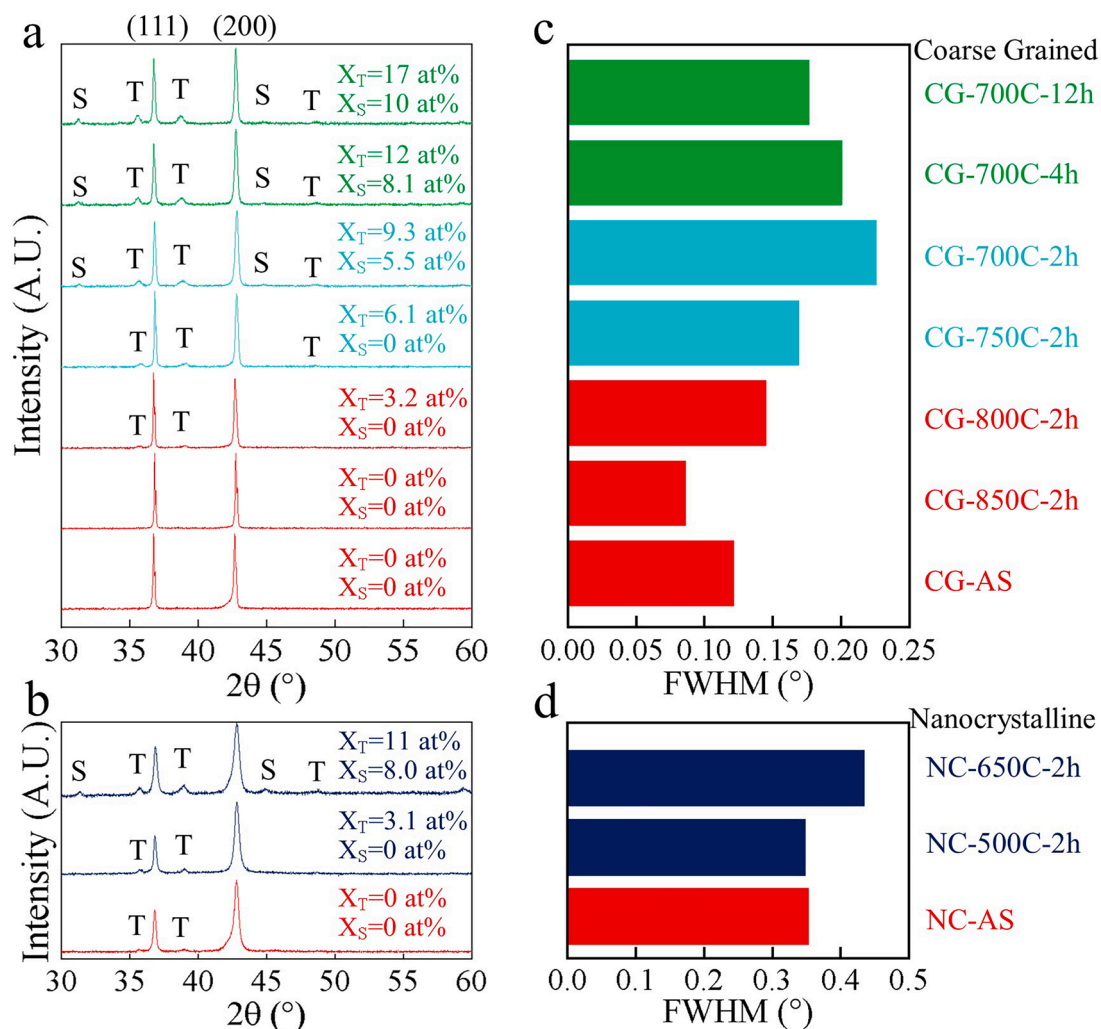 a
(111) (200)
S T T S T
X_T=17 at%
X_S=10 at%
S T T S T
X_T=12 at%
X_S=8.1 at%
S T T S T
X_T=9.3 at%
X_S=5.5 at%
T T T
X_T=6.1 at%
X_S=0 at%
T T
X_T=3.2 at%
X_S=0 at%
X_T=0 at%
X_S=0 at%
X_T=0 at%
X_S=0 at%
Intensity (A.U.)
30 35 40 45 50 55 60
2θ (°)
c
Coarse Grained
CG-700C-12h
CG-700C-4h
CG-700C-2h
CG-750C-2h
CG-800C-2h
CG-850C-2h
CG-AS
0.00 0.05 0.10 0.15 0.20 0.25
FWHM (°)
b
S T T S T
X_T=11 at%
X_S=8.0 at%
T T
X_T=3.1 at%
X_S=0 at%
T T
X_T=0 at%
X_S=0 at%
Intensity (A.U.)
30 35 40 45 50 55 60
2θ (°)
d
Nanocrystalline
NC-650C-2h
NC-500C-2h
NC-AS
0.0 0.1 0.2 0.3 0.4 0.5
FWHM (°)